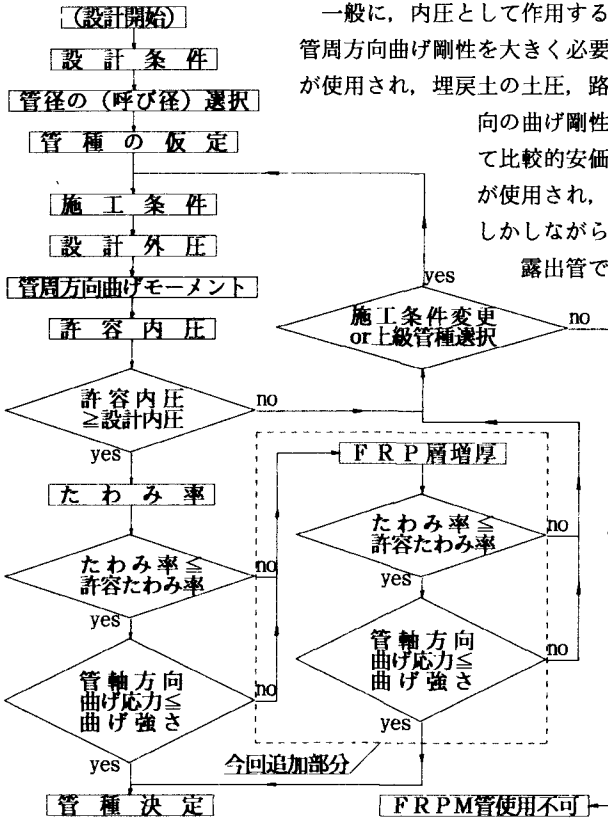 (設計開始)
設計条件
管径の(呼び径)選択
管種の仮定
施工条件
設計外圧
管周方向曲げモーメント
許容内圧
許容内圧
≧設計内圧
no
yes
たわみ率
たわみ率≦
許容たわみ率
no
yes
管軸方向
曲げ応力≦
曲げ強さ
no
yes
管種決定
一般に,内圧として作用する
管周方向曲げ剛性を大きく必要
が使用され,埋戻土の土圧,路
向の曲げ剛性
て比較的安価
が使用され,
しかしながら
露出管で
yes
施工条件変更
or上級管種選択
no
FRP層増厚
たわみ率≦
許容たわみ率
no
yes
管軸方向
曲げ応力≦
曲げ強さ
no
yes
今回追加部分
FRPM管使用不可